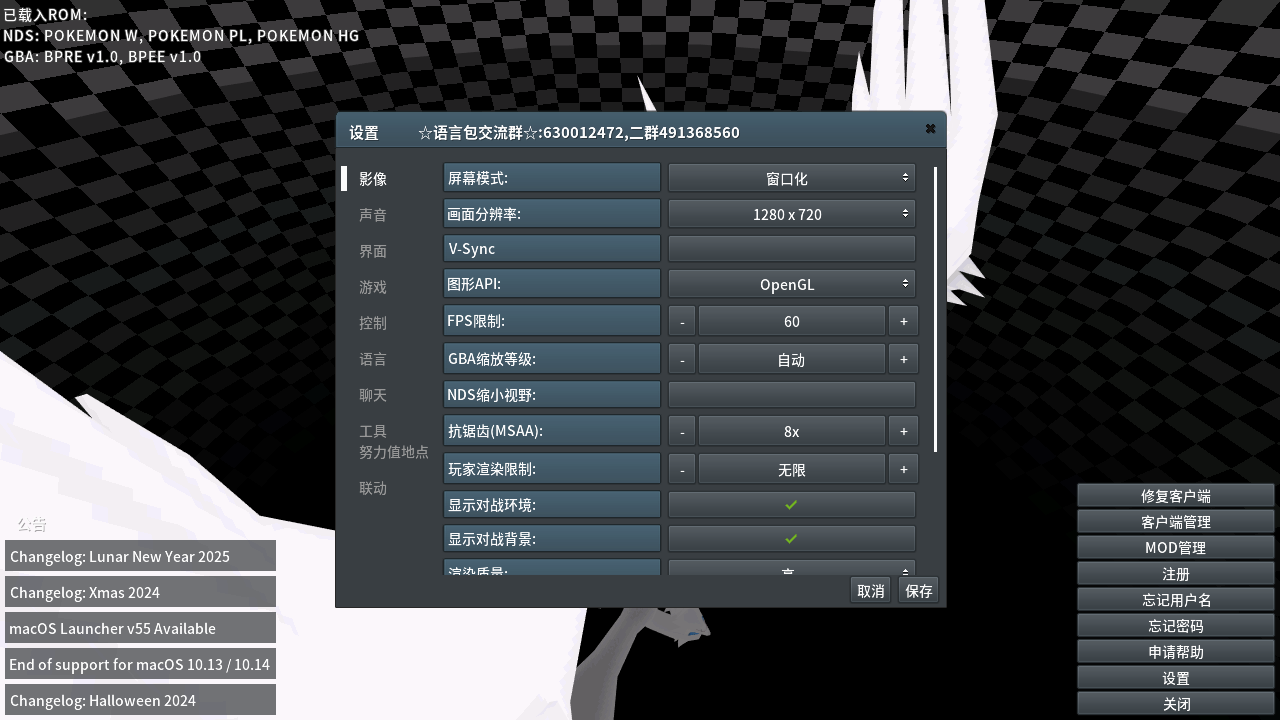 已载入ROM:
NDS: POKEMON W, POKEMON PL, POKEMON HG
GBA: BPRE v1.0, BPEE v1.0
设置 ☆语言包交流群☆:630012472,二群491368560
影像
声音
界面
游戏
控制
语言
聊天
工具
努力值地点
联动
屏幕模式: 窗口化
画面分辨率: 1280 x 720
V-Sync
图形API: OpenGL
FPS限制: - 60 +
GBA缩放等级: - 自动 +
NDS缩小视野:
抗锯齿(MSAA): - 8x +
玩家渲染限制: - 无限 +
显示对战环境:
显示对战背景:
渲染质量: 高
取消 保存
公告
Changelog: Lunar New Year 2025
Changelog: Xmas 2024
macOS Launcher v55 Available
End of support for macOS 10.13 / 10.14
Changelog: Halloween 2024
修复客户端
客户端管理
MOD管理
注册
忘记用户名
忘记密码
申请帮助
设置
关闭